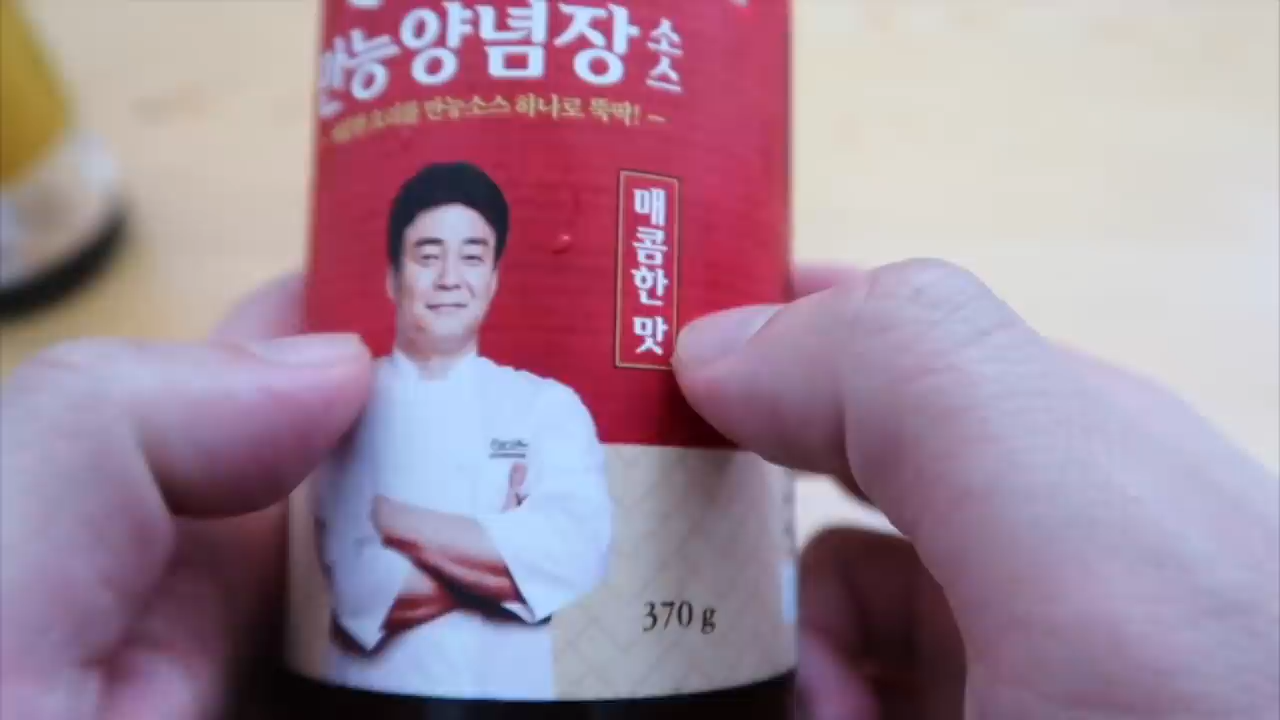 만능양념장 소스
만능소스 하나로 뚝딱! ~
매콤한 맛
370 g